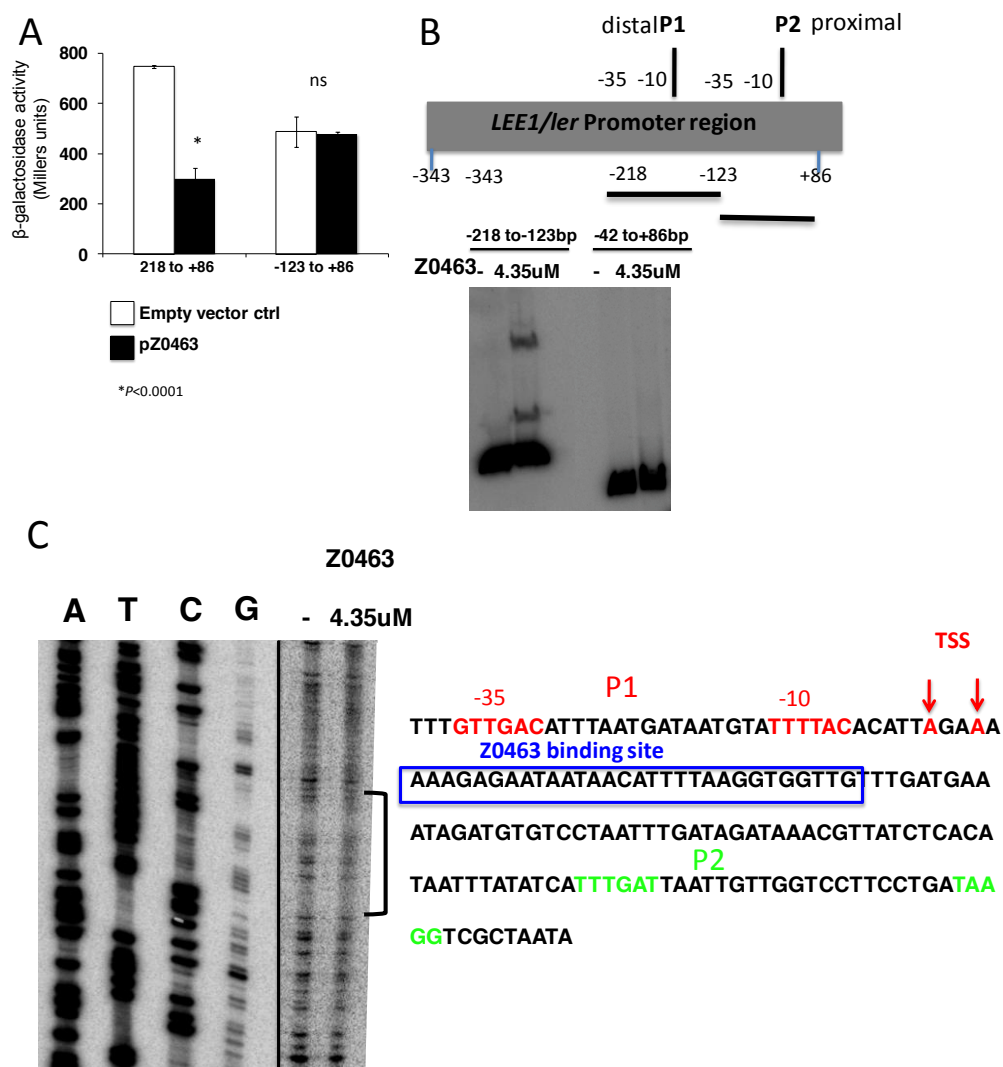 A
β-galactosidase activity
(Millers units)
800
600
400
200
0
*
ns
218 to +86
-123 to +86
Empty vector ctrl
pZ0463
*P<0.0001
B
distalP1
P2 proximal
-35 -10
-35 -10
LEE1/ler Promoter region
-343 -343 -218 -123 +86
-218 to-123bp -42 to+86bp
Z0463 - 4.35uM - 4.35uM
C
Z0463
A T C G - 4.35uM
TSS
-35 P1 -10
TTTGTTGACATTTAATGATAATGTATTTTACACATTAGAAA
Z0463 binding site
AAAGAGAATAATAACATTTTAAGGTGGTTGTTTGATGAA
ATAGATGTGTCCTAATTTGATAGATAAACGTTATCTCACA
P2
TAATTTATATCATTTGATTAATTGTTGGTCCTTCCTGATAA
GGTCGCTAATA